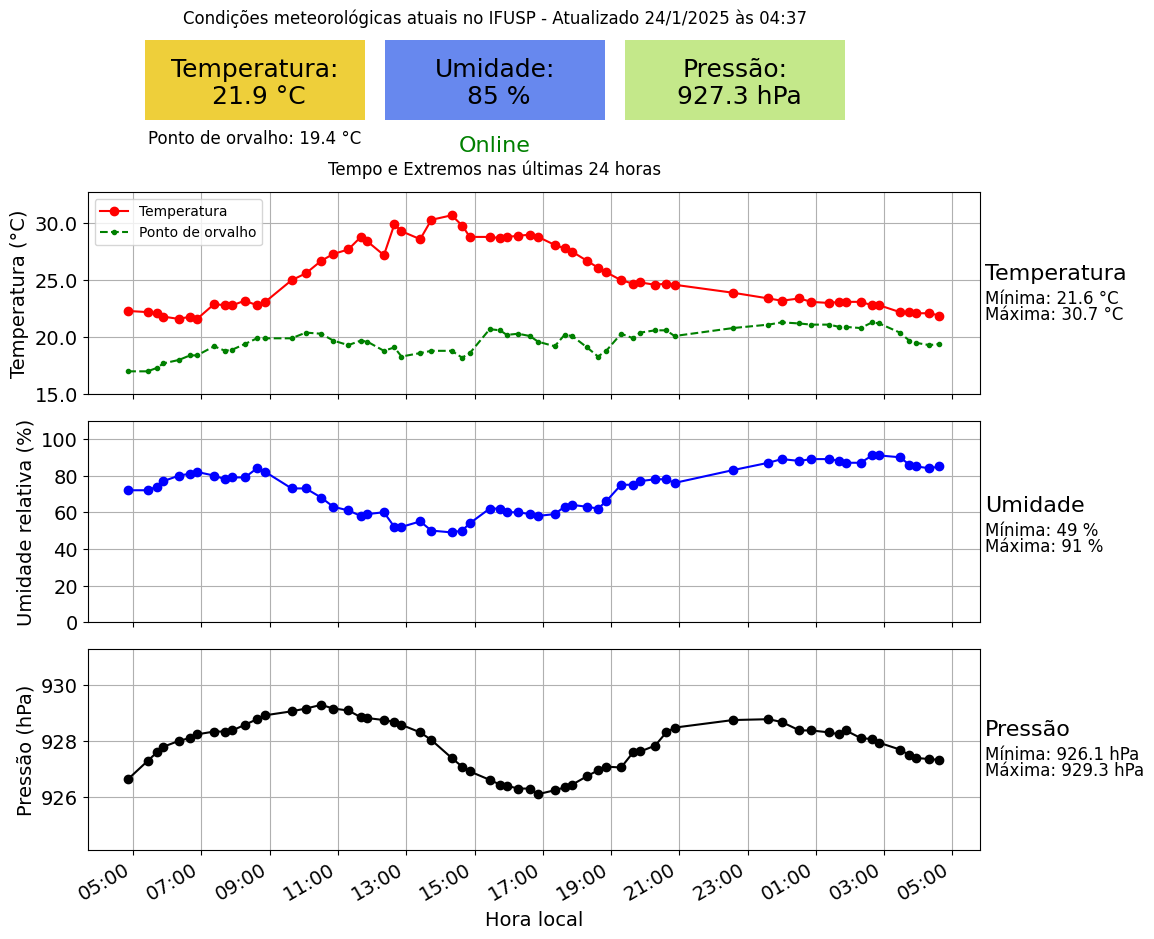 Condições meteorológicas atuais no IFUSP - Atualizado 24/1/2025 às 04:37
Temperatura:
21.9 °C
Umidade:
85 %
Pressão:
927.3 hPa
Ponto de orvalho: 19.4 °C
Online
Tempo e Extremos nas últimas 24 horas
Temperatura (°C)
30.0
25.0
20.0
15.0
Temperatura
Ponto de orvalho
Temperatura
Mínima: 21.6 °C
Máxima: 30.7 °C
Umidade relativa (%)
100
80
60
40
20
0
Umidade
Mínima: 49 %
Máxima: 91 %
Pressão (hPa)
930
928
926
Pressão
Mínima: 926.1 hPa
Máxima: 929.3 hPa
05:00
07:00
09:00
11:00
13:00
15:00
17:00
19:00
21:00
23:00
01:00
03:00
05:00
Hora local